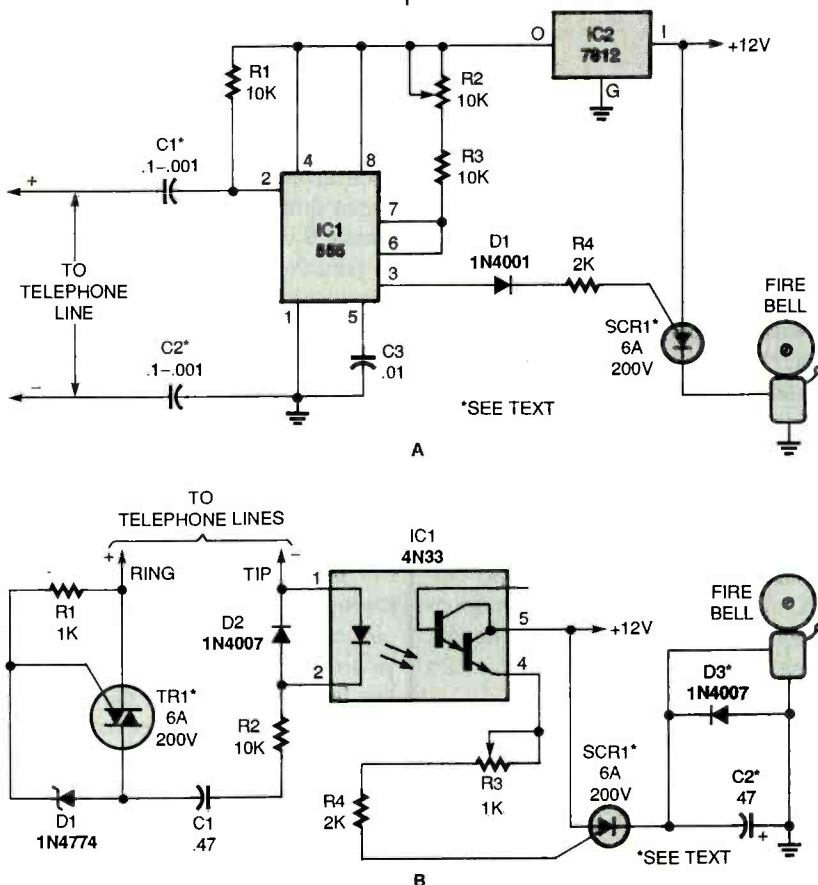 O
IC2
7812
I
+12V
G
R1
10K
R2
10K
C1*
.1–.001
4
8
R3
10K
+
2
7
IC1
555
6
D1
1N4001
R4
2K
TO
TELEPHONE
LINE
3
FIRE
BELL
1
5
SCR1*
6A
200V
C2*
.1–.001
C3
.01
–
*SEE TEXT
A
TO
TELEPHONE LINES
IC1
4N33
+
RING
TIP
–
1
FIRE
BELL
R1
1K
D2
1N4007
5
+12V
2
4
D3*
1N4007
TR1*
6A
200V
R2
10K
SCR1*
6A
200V
R3
1K
C2*
47
+
R4
2K
D1
1N4774
C1
.47
*SEE TEXT
B